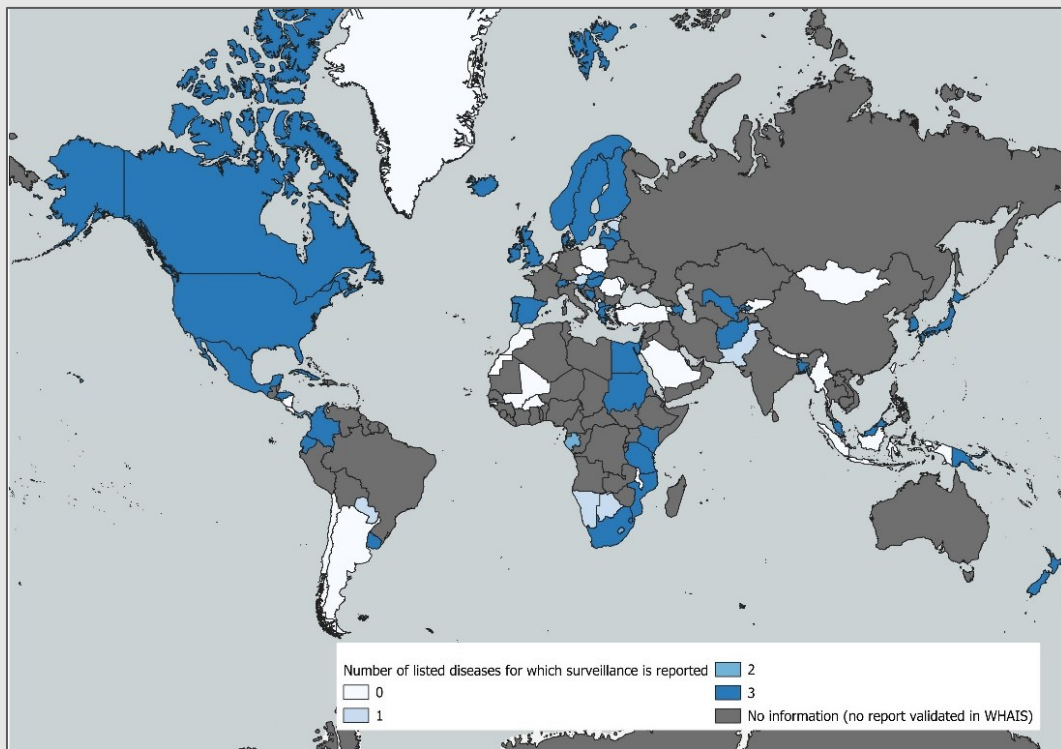 Number of listed diseases for which surveillance is reported
0
1
2
3
No information (no report validated in WHAIS)